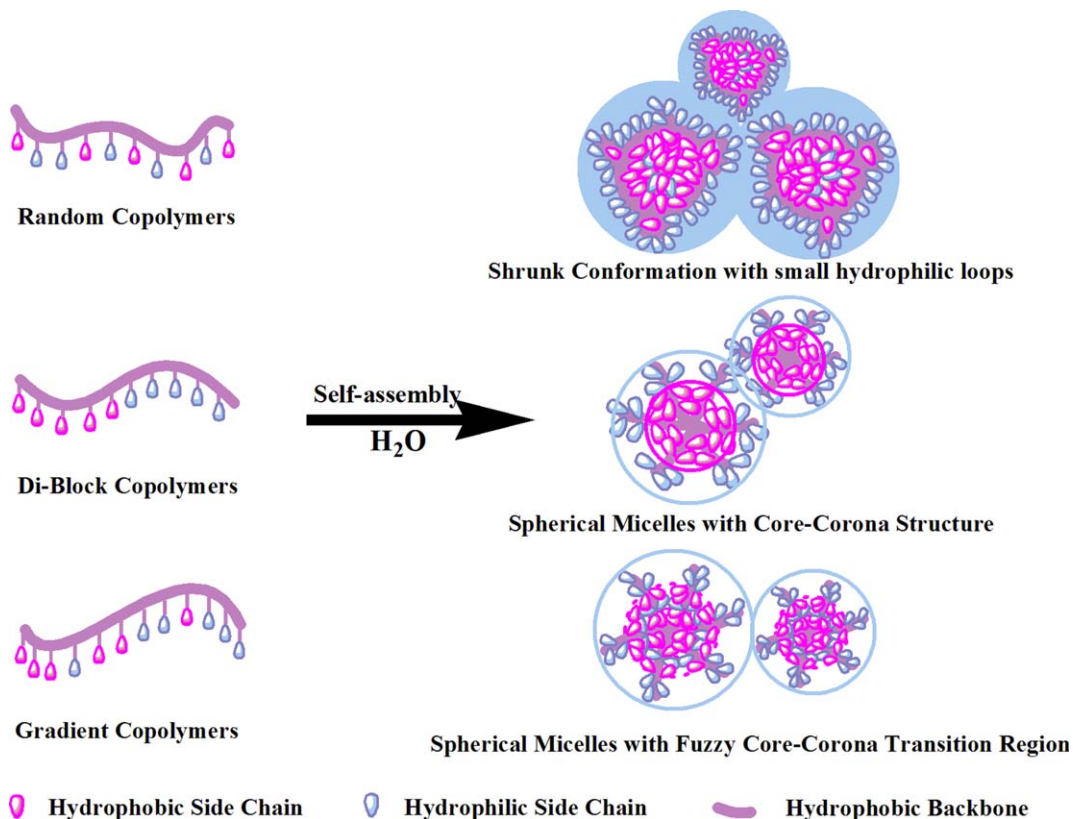 Random Copolymers
Shrunk Conformation with small hydrophilic loops
Di-Block Copolymers
Self-assembly
H₂O
Spherical Micelles with Core-Corona Structure
Gradient Copolymers
Spherical Micelles with Fuzzy Core-Corona Transition Region
Hydrophobic Side Chain
Hydrophilic Side Chain
Hydrophobic Backbone